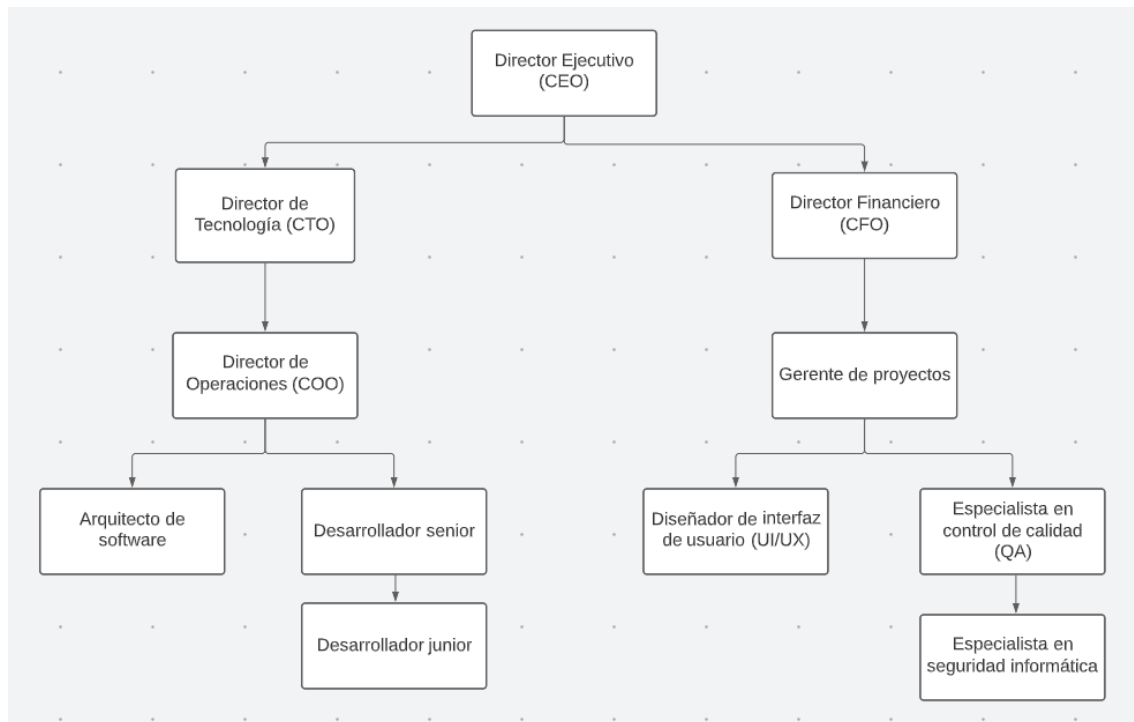 Director Ejecutivo
(CEO)
Director de
Tecnología (CTO)
Director Financiero
(CFO)
Director de
Operaciones (COO)
Gerente de proyectos
Arquitecto de
software
Desarrollador senior
Diseñador de interfaz
de usuario (UI/UX)
Especialista en
control de calidad
(QA)
Desarrollador junior
Especialista en
seguridad informática